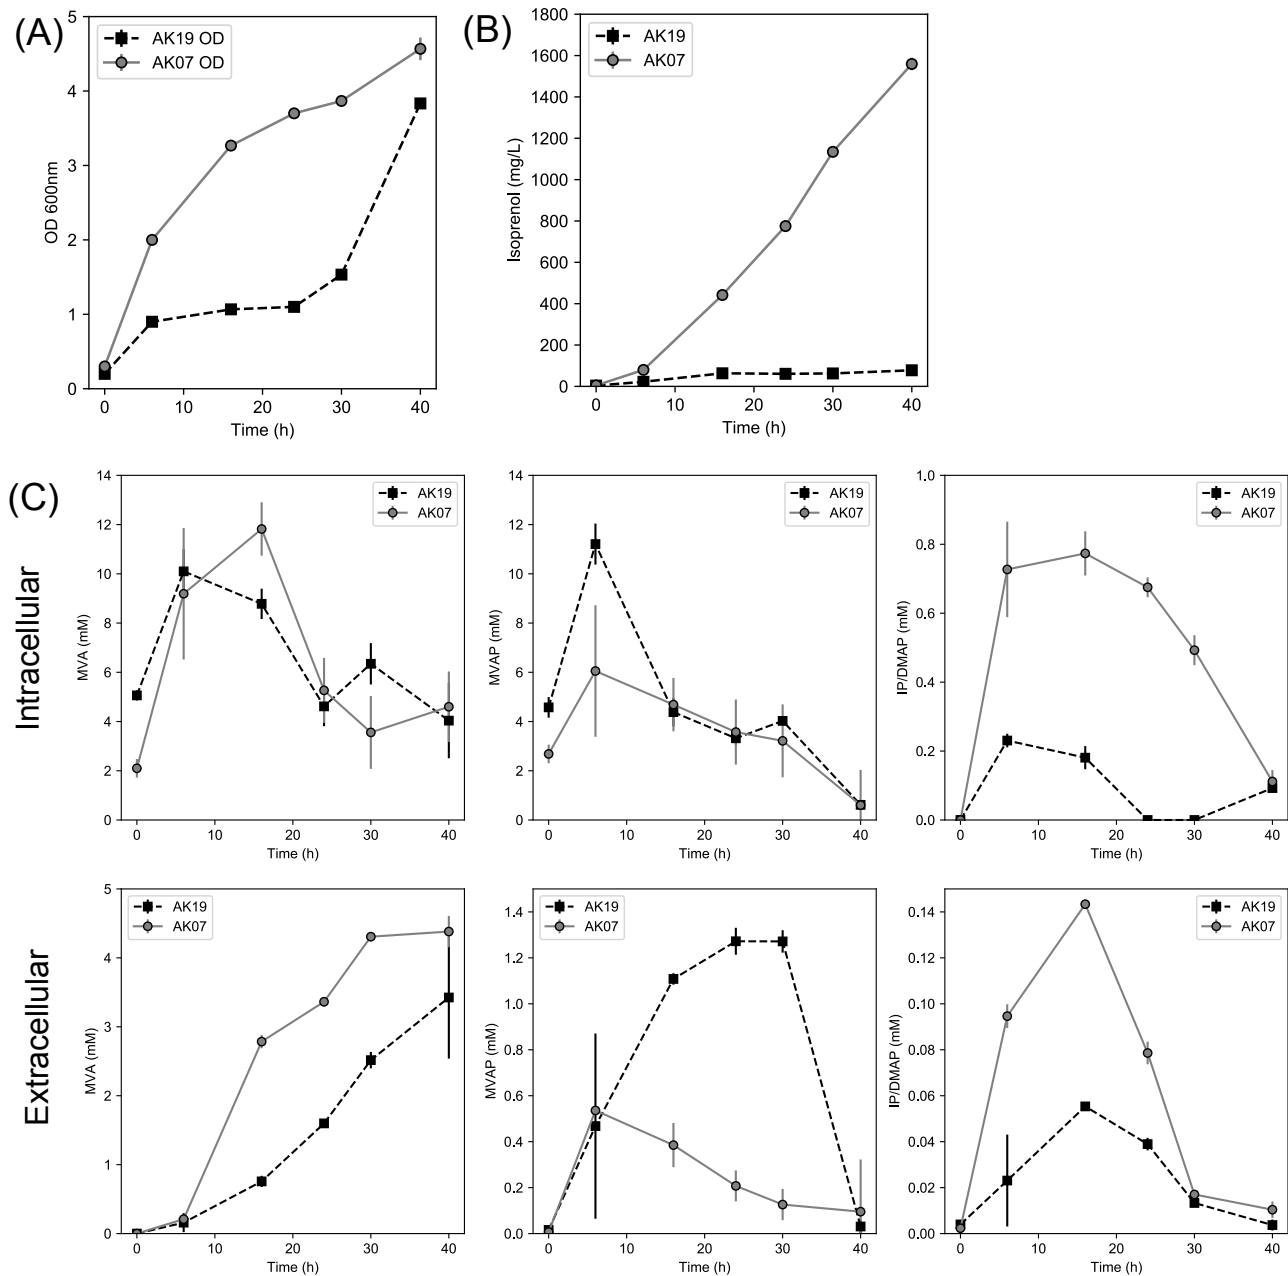 (A)
AK19 OD
AK07 OD
5
4
3
2
1
0
OD 600nm
0 10 20 30 40
Time (h)
(B)
AK19
AK07
1800
1600
1400
1200
1000
800
600
400
200
0
Isoprenol (mg/L)
0 10 20 30 40
Time (h)
(C)
Intracellular
AK19
AK07
14
12
10
8
6
4
2
0
MVA (mM)
0 10 20 30 40
Time (h)
AK19
AK07
14
12
10
8
6
4
2
0
MVAP (mM)
0 10 20 30 40
Time (h)
AK19
AK07
1.0
0.8
0.6
0.4
0.2
0.0
IP/DMAP (mM)
0 10 20 30 40
Time (h)
Extracellular
AK19
AK07
5
4
3
2
1
0
MVA (mM)
0 10 20 30 40
Time (h)
AK19
AK07
1.4
1.2
1.0
0.8
0.6
0.4
0.2
0.0
MVAP (mM)
0 10 20 30 40
Time (h)
AK19
AK07
0.14
0.12
0.10
0.08
0.06
0.04
0.02
0.00
IP/DMAP (mM)
0 10 20 30 40
Time (h)